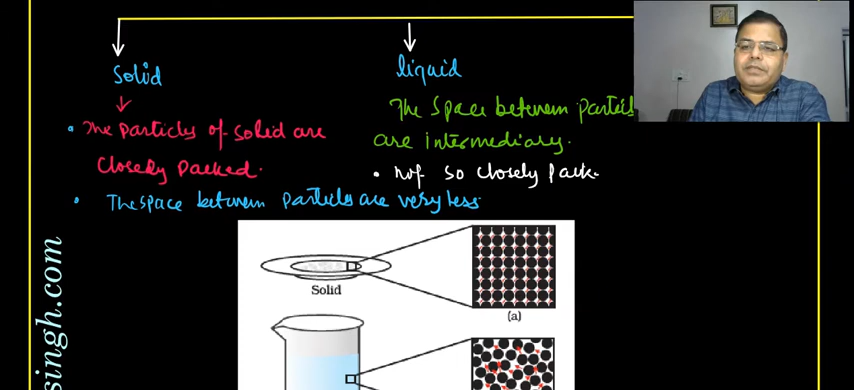 Solid
liquid
The Space between particles
are intermediary.
• The Particles of Solid are
Closely Packed.
• not so closely pack
• The space between particles are very less
Solid
(a)
singh.com